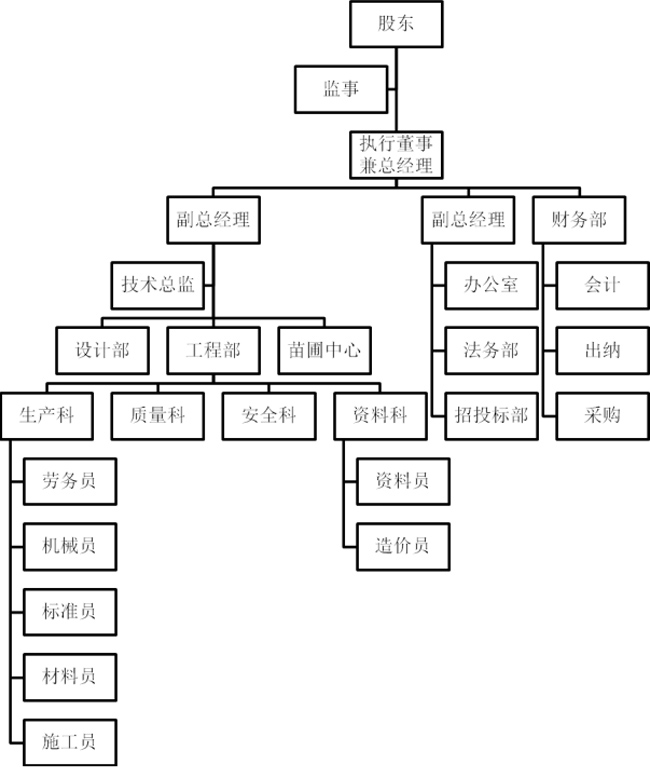 股东
监事
执行董事
兼总经理
副总经理
副总经理
财务部
技术总监
办公室
会计
设计部
工程部
苗圃中心
法务部
出纳
生产科
质量科
安全科
资料科
招投标部
采购
劳务员
资料员
机械员
造价员
标准员
材料员
施工员